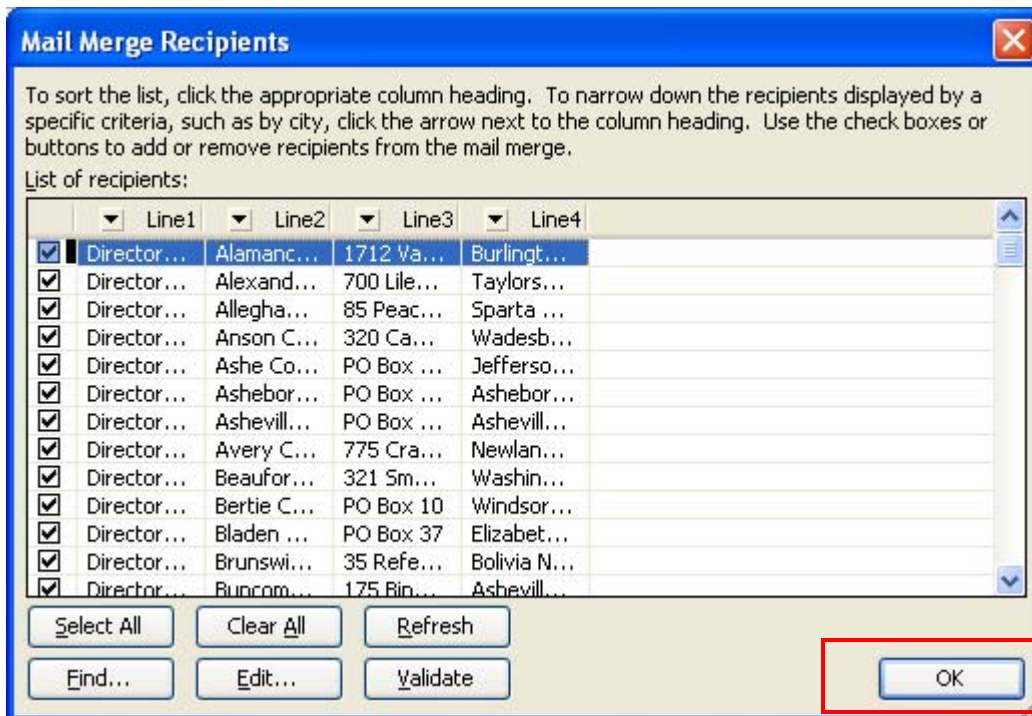 Mail Merge Recipients
To sort the list, click the appropriate column heading. To narrow down the recipients displayed by a
specific criteria, such as by city, click the arrow next to the column heading. Use the check boxes or
buttons to add or remove recipients from the mail merge.
List of recipients:
Line1 Line2 Line3 Line4
Director... Alamanc... 1712 Va... Burlingt...
Director... Alexand... 700 Lile... Taylors...
Director... Allegha... 85 Peac... Sparta ...
Director... Anson C... 320 Ca... Wadesb...
Director... Ashe Co... PO Box ... Jefferso...
Director... Ashebor... PO Box ... Ashebor...
Director... Ashevill... PO Box ... Ashevill...
Director... Avery C... 775 Cra... Newlan...
Director... Beaufor... 321 Sm... Washin...
Director... Bertie C... PO Box 10 Windsor...
Director... Bladen ... PO Box 37 Elizabet...
Director... Brunswi... 35 Refe... Bolivia N...
Director... Buncom... 175 Bin... Ashevill...
Select All Clear All Refresh
Find... Edit... Validate OK